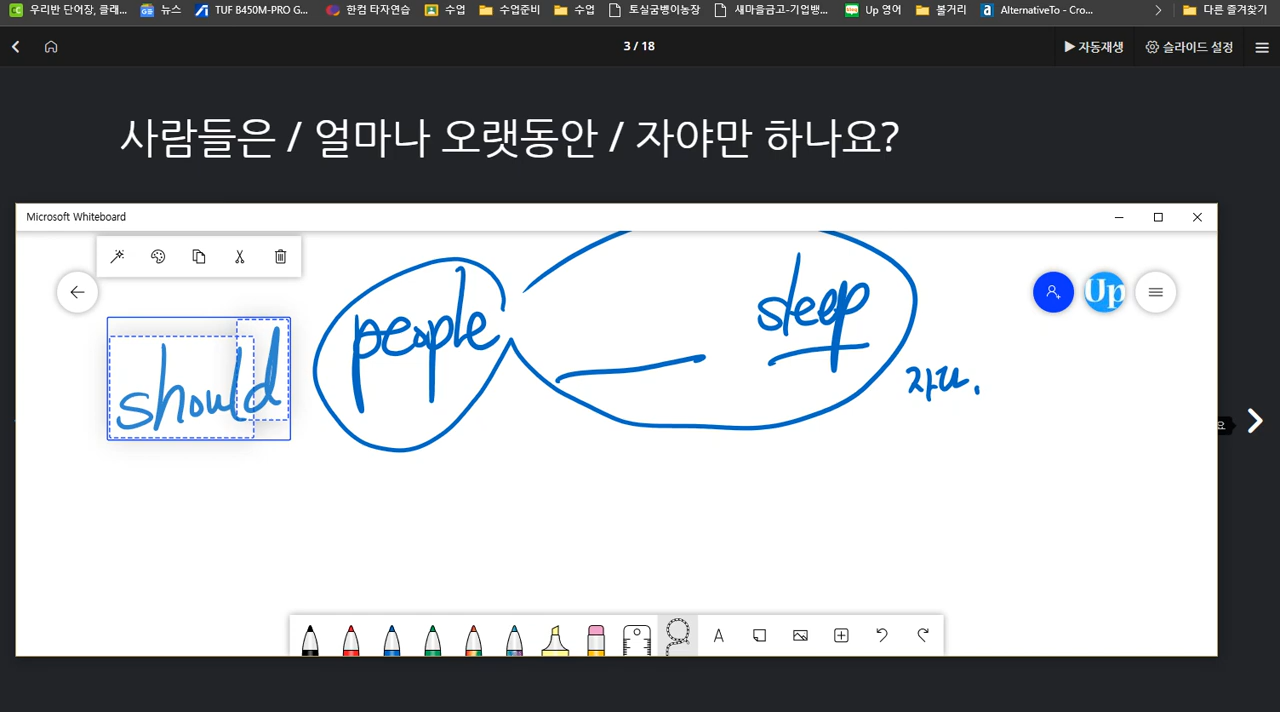 우리반 단어장, 클래... 뉴스 TUF B450M-PRO G... 한컴 타자연습 수업 수업준비 수업 토실굼벵이농장 새마을금고-기업뱅... Up 영어 볼거리 AlternativeTo - Cro... 다른 즐겨찾기
3 / 18 자동재생 슬라이드 설정
사람들은 / 얼마나 오랫동안 / 자야만 하나요?
Microsoft Whiteboard
Up
should people sleep
자다.
요
A